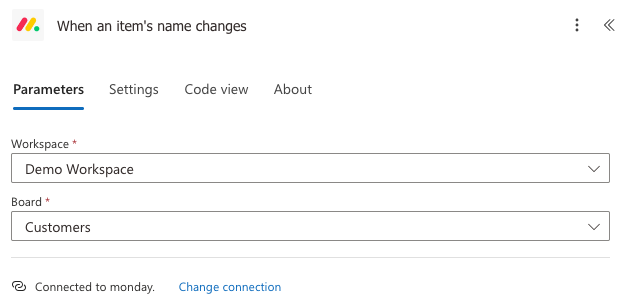 When an item's name changes
Parameters Settings Code view About
Workspace *
Demo Workspace
Board *
Customers
Connected to monday. Change connection